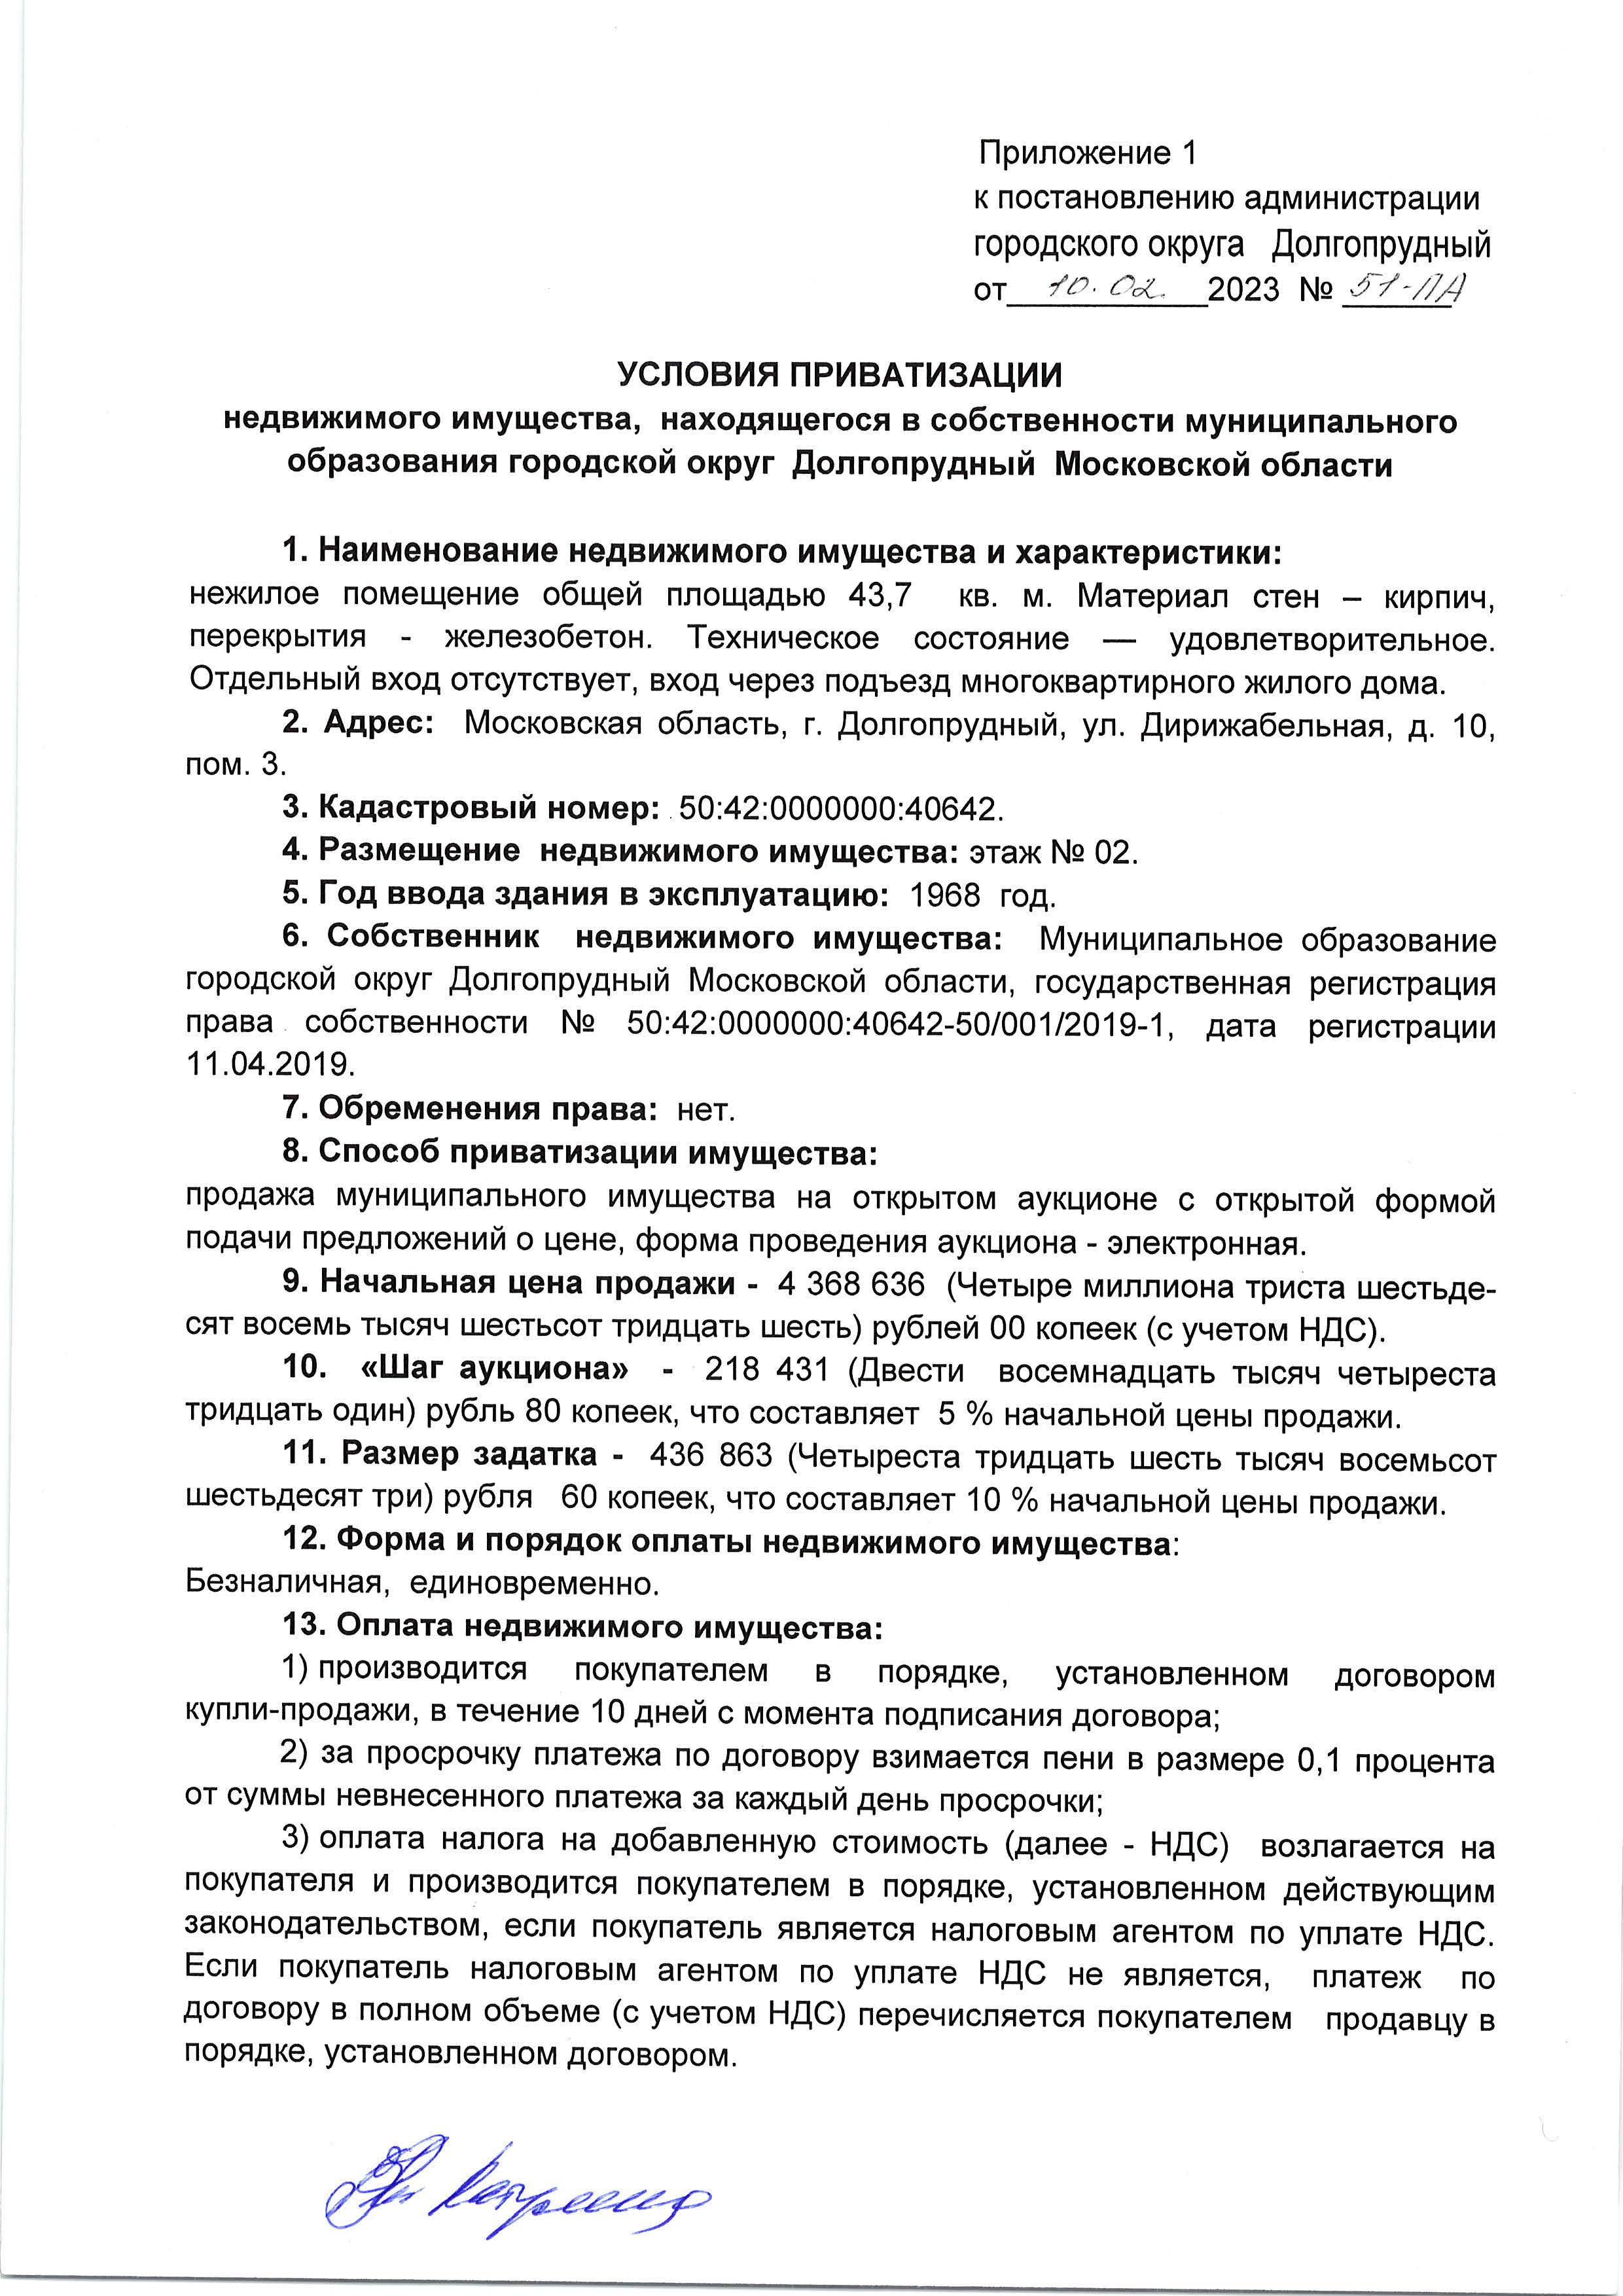 Приложение 1
к постановлению администрации
городского округа Долгопрудный
от 10.02. 2023 № 51-ПА
УСЛОВИЯ ПРИВАТИЗАЦИИ
недвижимого имущества, находящегося в собственности муниципального
образования городской округ Долгопрудный Московской области
1. Наименование недвижимого имущества и характеристики:
нежилое помещение общей площадью 43,7 кв. м. Материал стен – кирпич,
перекрытия - железобетон. Техническое состояние — удовлетворительное.
Отдельный вход отсутствует, вход через подъезд многоквартирного жилого дома.
2. Адрес: Московская область, г. Долгопрудный, ул. Дирижабельная, д. 10,
пом. 3.
3. Кадастровый номер: 50:42:0000000:40642.
4. Размещение недвижимого имущества: этаж № 02.
5. Год ввода здания в эксплуатацию: 1968 год.
6. Собственник недвижимого имущества: Муниципальное образование
городской округ Долгопрудный Московской области, государственная регистрация
права собственности № 50:42:0000000:40642-50/001/2019-1, дата регистрации
11.04.2019.
7. Обременения права: нет.
8. Способ приватизации имущества:
продажа муниципального имущества на открытом аукционе с открытой формой
подачи предложений о цене, форма проведения аукциона - электронная.
9. Начальная цена продажи - 4 368 636 (Четыре миллиона триста шестьде-
сят восемь тысяч шестьсот тридцать шесть) рублей 00 копеек (с учетом НДС).
10. «Шаг аукциона» - 218 431 (Двести восемнадцать тысяч четыреста
тридцать один) рубль 80 копеек, что составляет 5 % начальной цены продажи.
11. Размер задатка - 436 863 (Четыреста тридцать шесть тысяч восемьсот
шестьдесят три) рубля 60 копеек, что составляет 10 % начальной цены продажи.
12. Форма и порядок оплаты недвижимого имущества:
Безналичная, единовременно.
13. Оплата недвижимого имущества:
1) производится покупателем в порядке, установленном договором
купли-продажи, в течение 10 дней с момента подписания договора;
2) за просрочку платежа по договору взимается пени в размере 0,1 процента
от суммы невнесенного платежа за каждый день просрочки;
3) оплата налога на добавленную стоимость (далее - НДС) возлагается на
покупателя и производится покупателем в порядке, установленном действующим
законодательством, если покупатель является налоговым агентом по уплате НДС.
Если покупатель налоговым агентом по уплате НДС не является, платеж по
договору в полном объеме (с учетом НДС) перечисляется покупателем продавцу в
порядке, установленном договором.